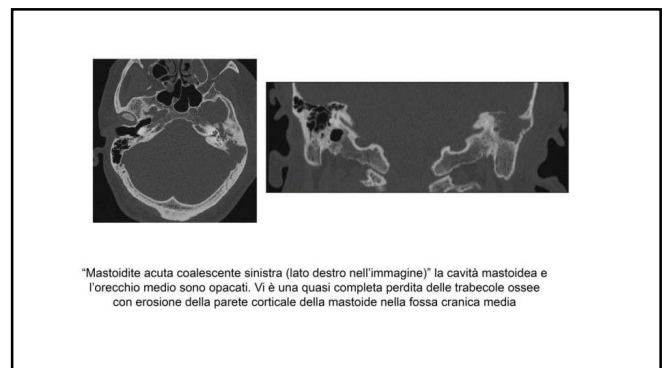 “Mastoidite acuta coalescente sinistra (lato destro nell’immagine)” la cavità mastoidea e
l’orecchio medio sono opacati. Vi è una quasi completa perdita delle trabecole ossee
con erosione della parete corticale della mastoide nella fossa cranica media